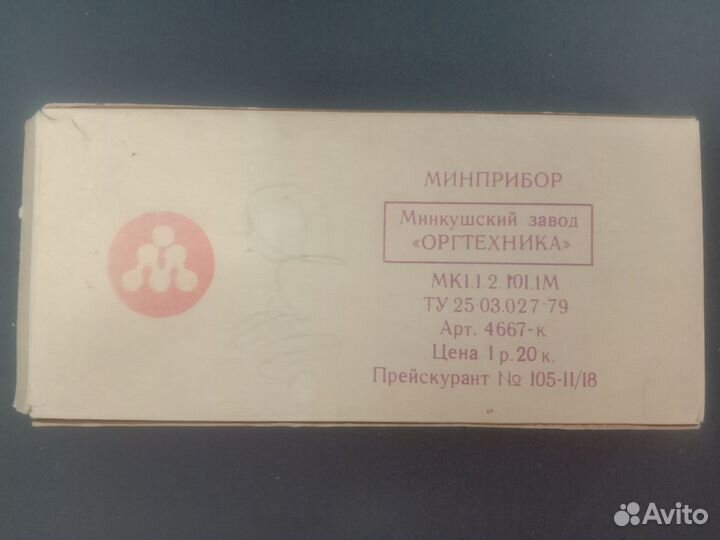 МИНПРИБОР
Минкушский завод
«ОРГТЕХНИКА»
МК1.1.2.101.1М
ТУ 25-03.027-79
Арт. 4667-к
Цена 1 р. 20 к.
Прейскурант № 105-11/18
Avito